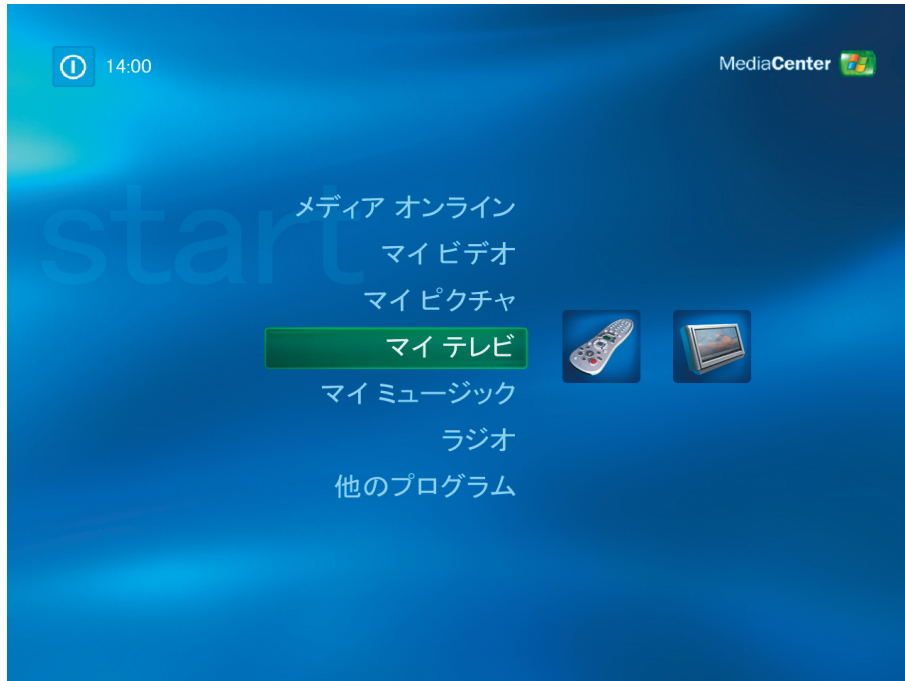 14:00
MediaCenter
start
メディア オンライン
マイ ビデオ
マイ ピクチャ
マイ テレビ
マイ ミュージック
ラジオ
他のプログラム